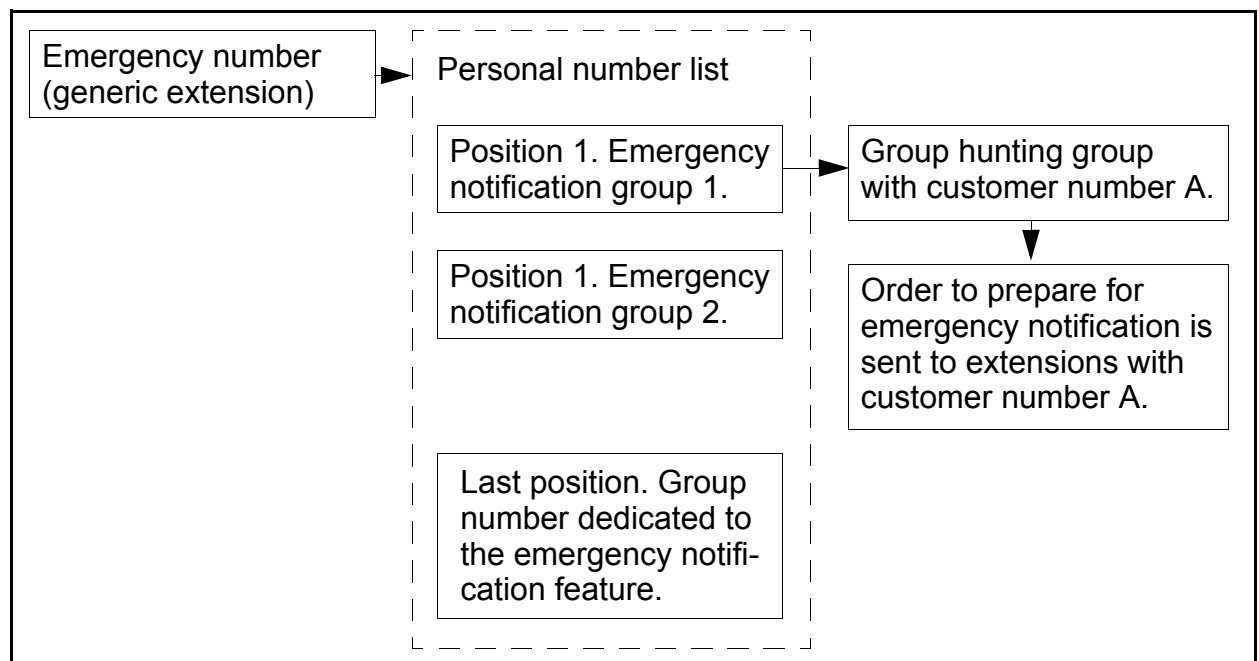 Emergency number
(generic extension)
Personal number list
Position 1. Emergency
notification group 1.
Group hunting group
with customer number A.
Position 1. Emergency
notification group 2.
Order to prepare for
emergency notification is
sent to extensions with
customer number A.
Last position. Group
number dedicated to
the emergency notifi-
cation feature.